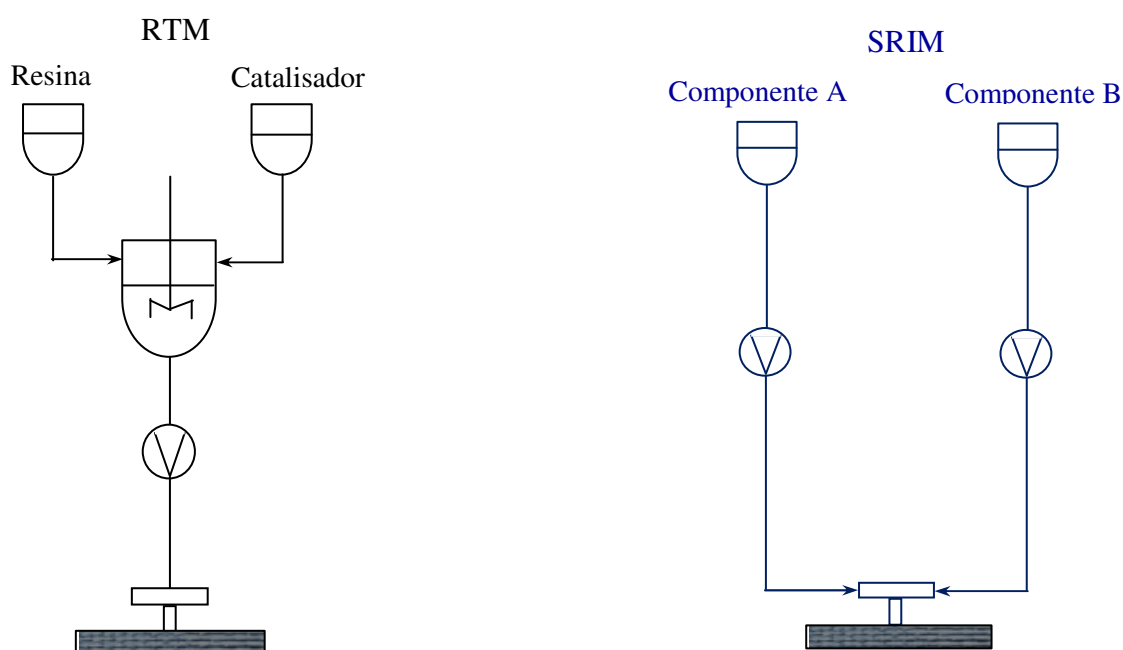 RTM
Resina
Catalisador
SRIM
Componente A
Componente B